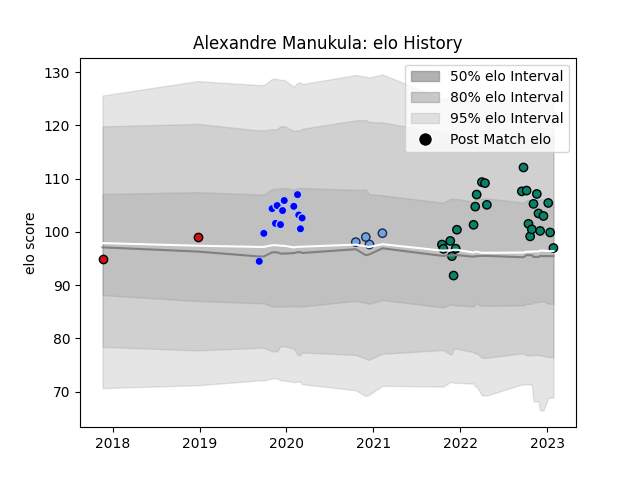 Alexandre Manukula: elo History
50% elo Interval
80% elo Interval
95% elo Interval
Post Match elo
elo score
130
120
110
100
90
80
70
2018
2019
2020
2021
2022
2023